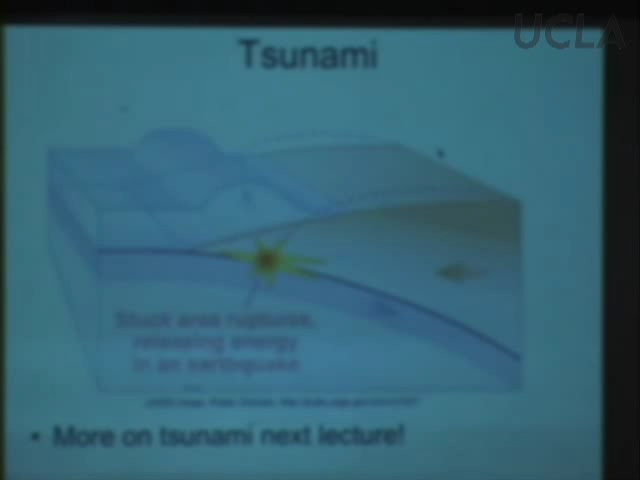 UCLA
Tsunami
Stuck area ruptures,
releasing energy
in an earthquake
• More on tsunami next lecture!